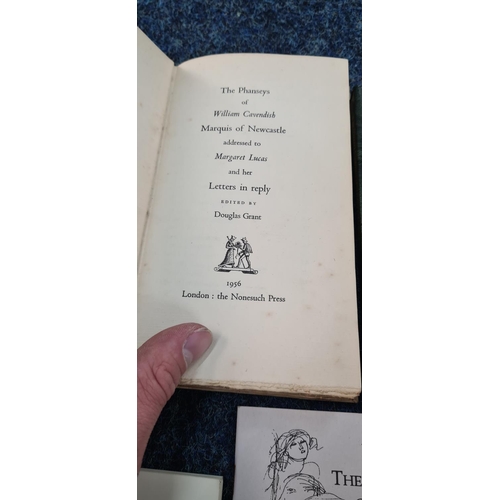 The Phanseys
of
William Cavendish
Marquis of Newcastle
addressed to
Margaret Lucas
and her
Letters in reply
EDITED BY
Douglas Grant
1956
London : the Nonesuch Press
THE